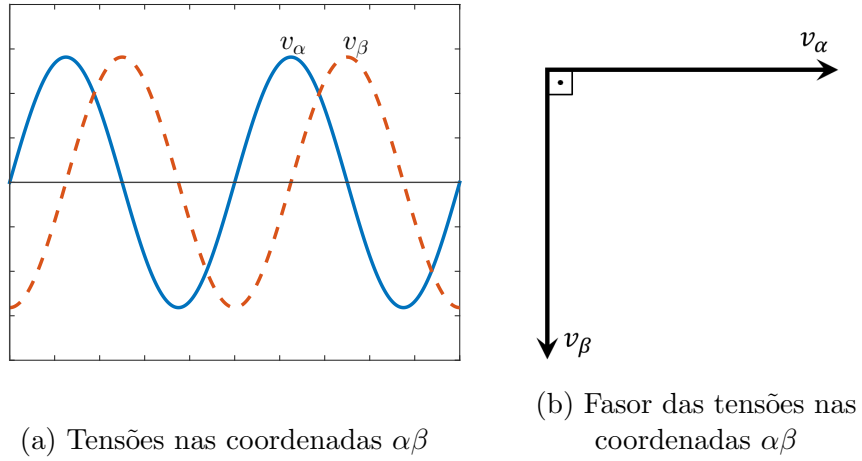 vα
vβ
vα
vβ
(a) Tensões nas coordenadas αβ
(b) Fasor das tensões nas
coordenadas αβ